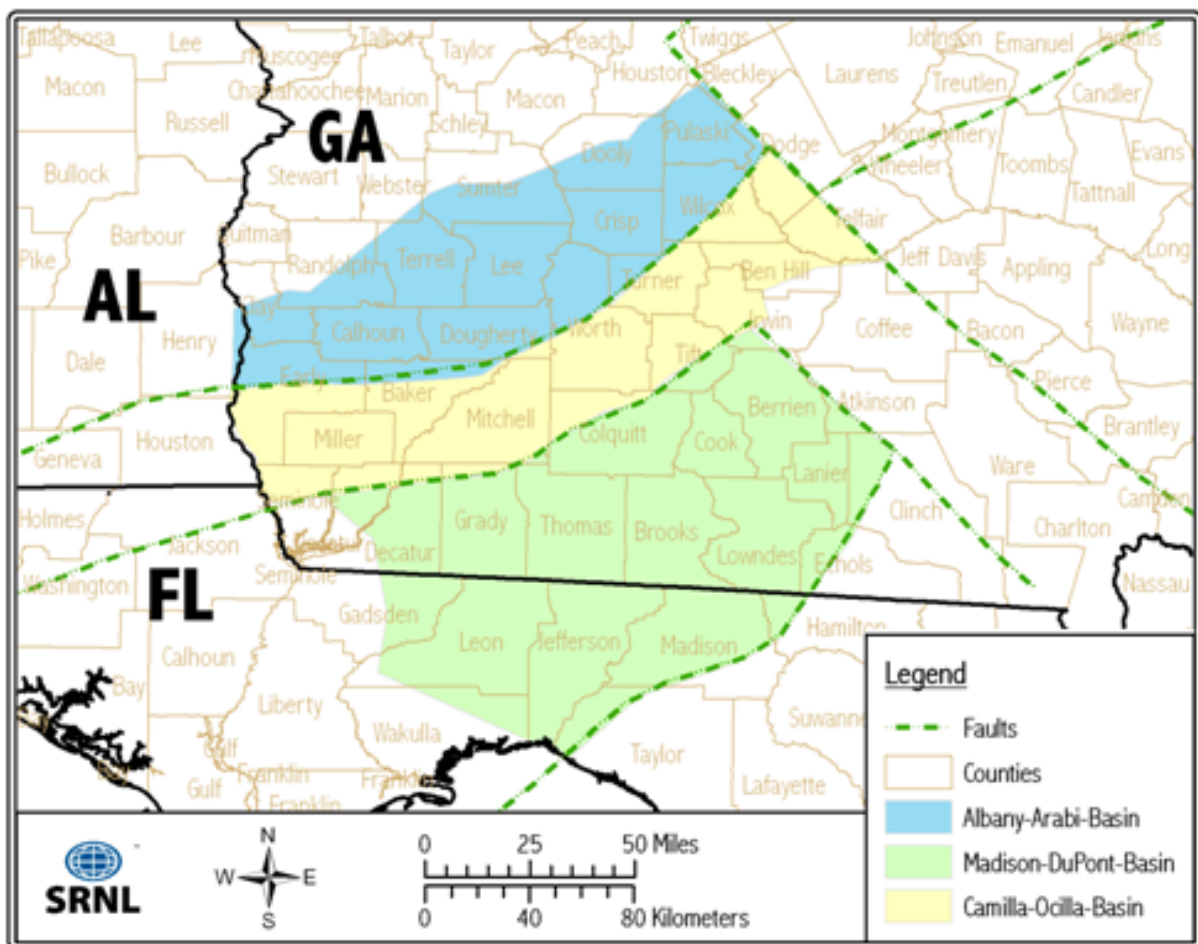 Tallapoosa Lee Talbot Taylor Peach Twiggs Johnson Emanuel
Macon Muscogee Houston Bleckley Laurens Treutlen Candler
Chattahoochee Marion Macon
Russell Schley Pulaski Montgomery Evans
GA Dooly Dodge Wheeler Toombs
Bullock Stewart Webster Sumter Tattnall
Barbour Quitman Crisp Wilcox Telfair Long
Pike Randolph Terrell Lee Turner Ben Hill Jeff Davis Appling
AL Clay
Henry Calhoun Dougherty Worth Irwin Coffee Bacon Wayne
Dale Early Baker Tift Pierce
Mitchell Berrien Atkinson Brantley
Houston Miller Colquitt Cook
Geneva Lanier Ware
Holmes Seminole Grady Thomas Brooks Clinch Camden
Jackson Decatur Lowndes Echols Charlton
Washington Seminole Nassau
FL Gadsden Hamilton
Calhoun Leon Jefferson Madison
Bay Liberty Wakulla Suwannee
Gulf Franklin Franklin Taylor
Gulf Franklin Lafayette
Legend
Faults
Counties
Albany-Arabi-Basin
Madison-DuPont-Basin
Camilla-Ocilla-Basin
SRNL
N
W E
S
0 25 50 Miles
0 40 80 Kilometers